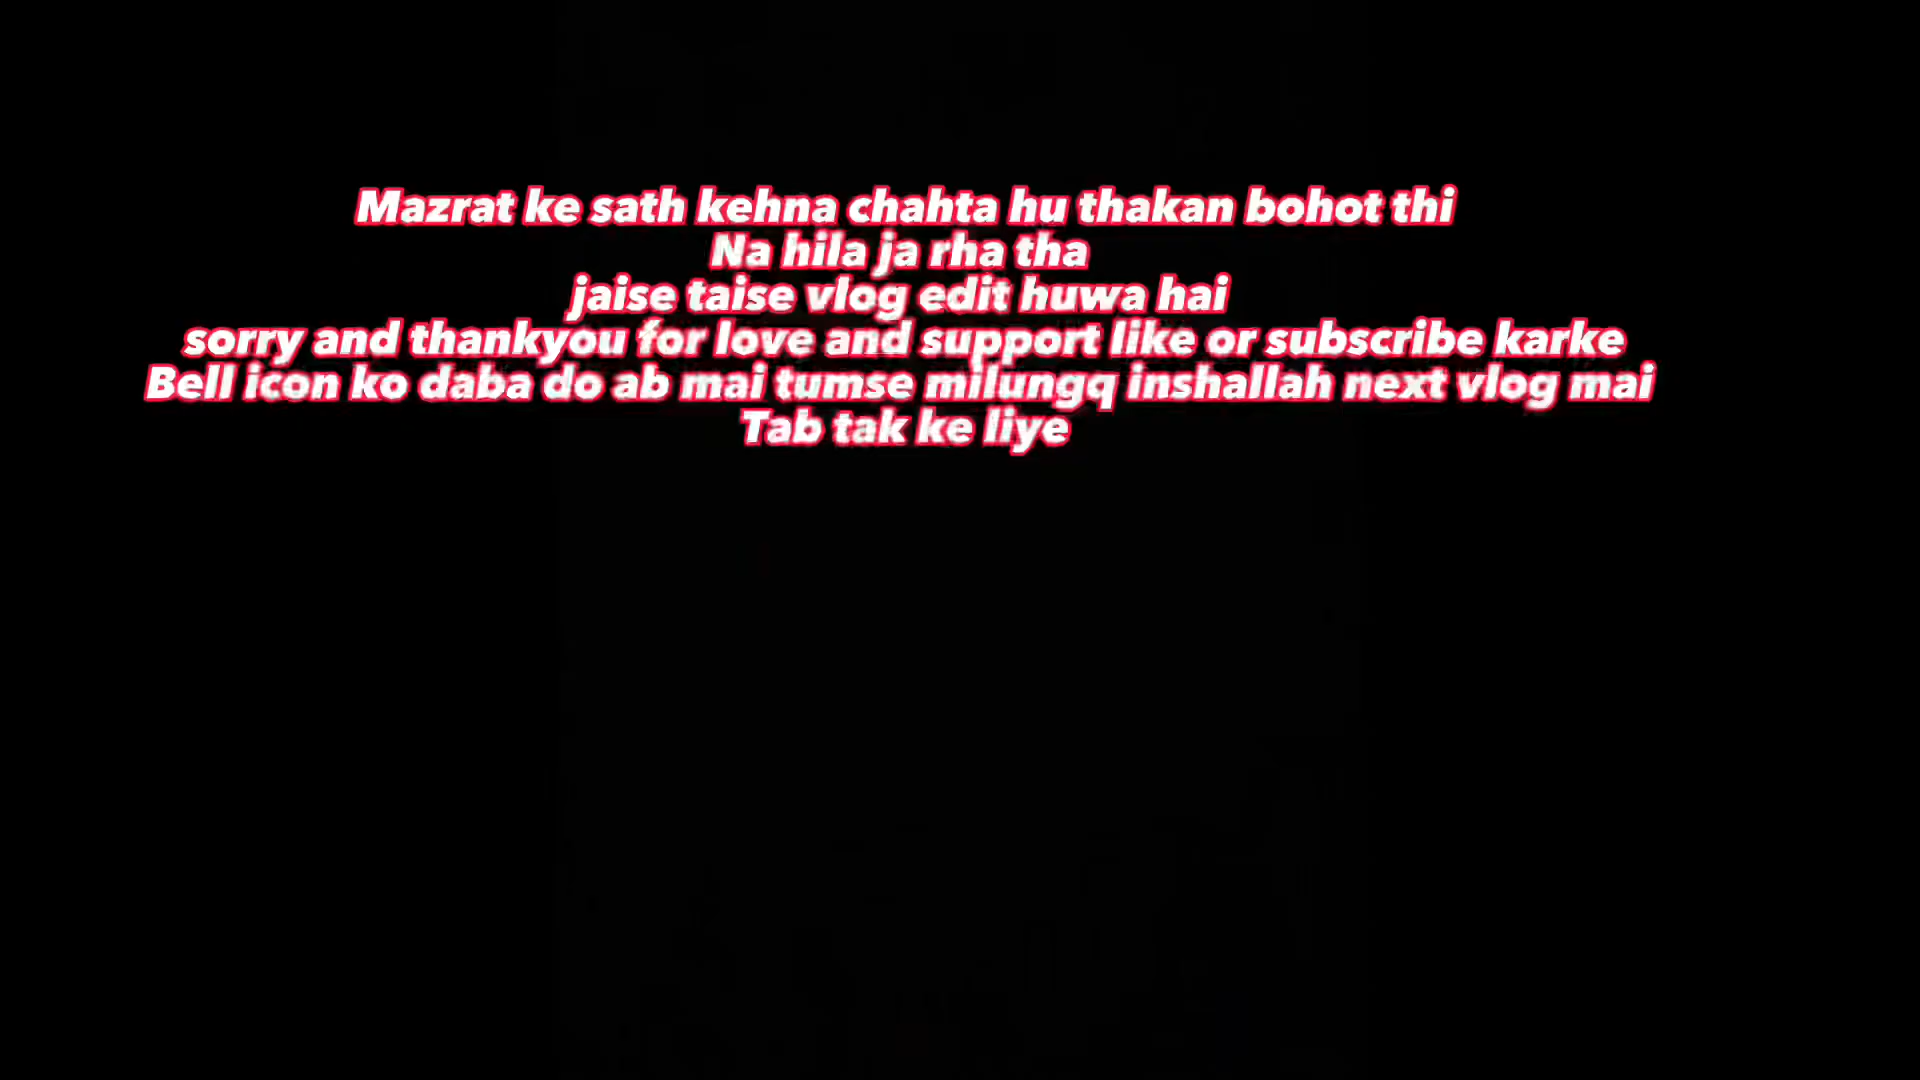 Mazrat ke sath kehna chahta hu thakan bohot thi
Na hila ja rha tha
jaise taise vlog edit huwa hai
sorry and thankyou for love and support like or subscribe karke
Bell icon ko daba do ab mai tumse milungq inshallah next vlog mai
Tab tak ke liye